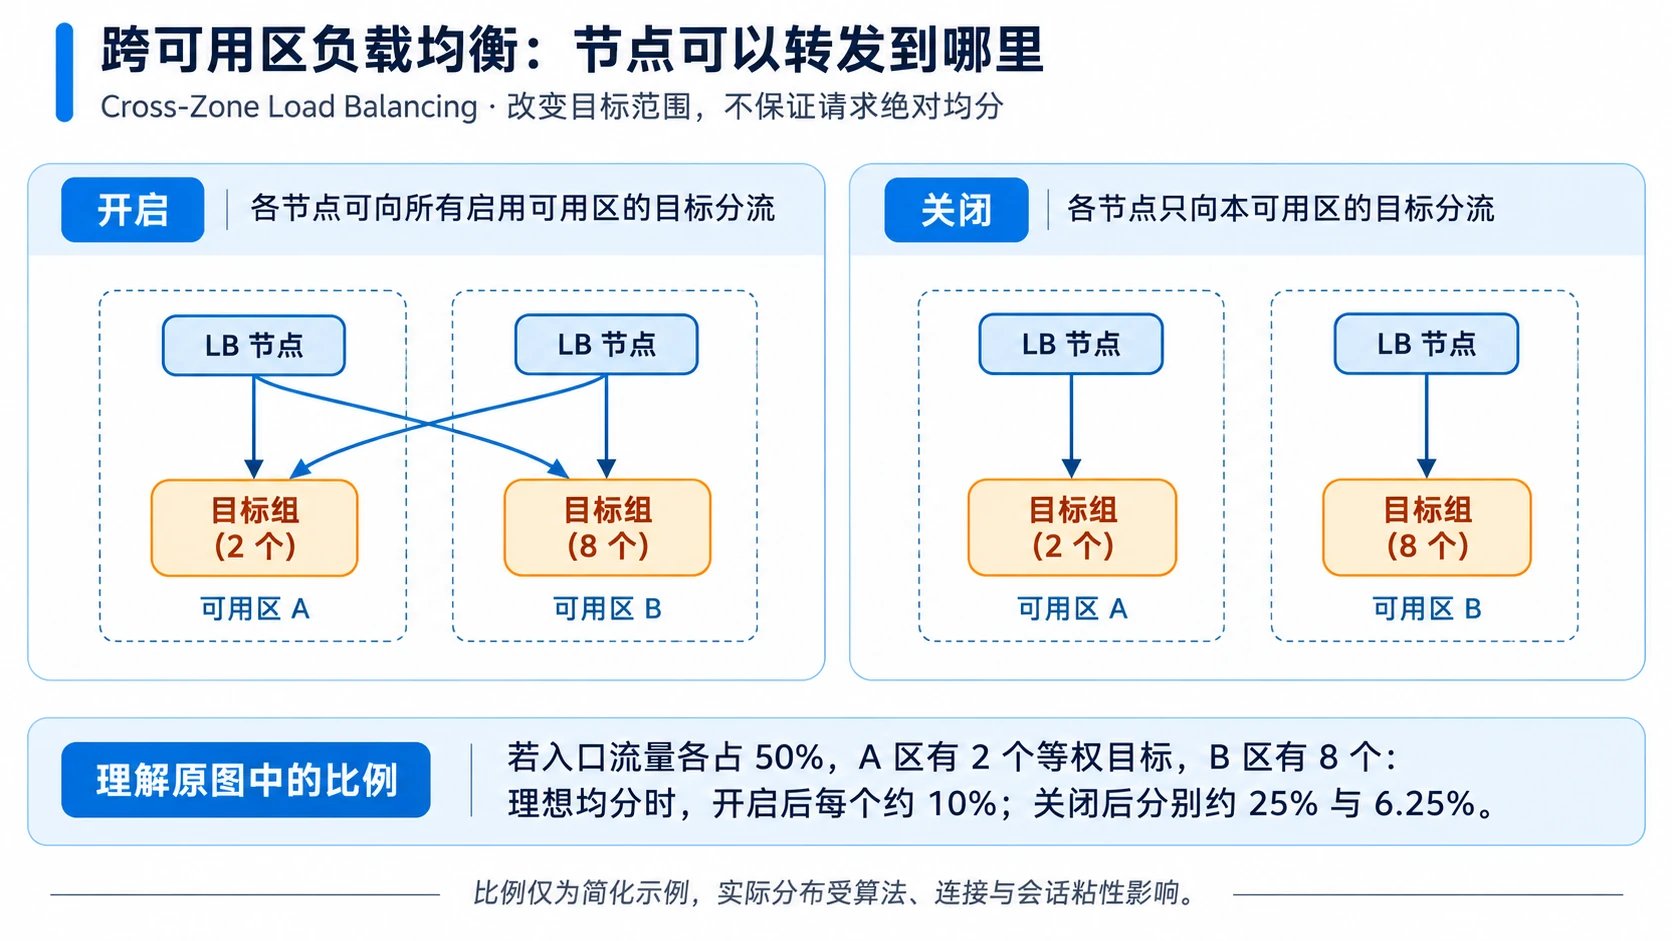 跨可用区负载均衡：节点可以转发到哪里
Cross-Zone Load Balancing · 改变目标范围，不保证请求绝对均分
开启
各节点可向所有启用可用区的目标分流
LB 节点
LB 节点
目标组
（2 个）
目标组
（8 个）
可用区 A
可用区 B
关闭
各节点只向本可用区的目标分流
LB 节点
LB 节点
目标组
（2 个）
目标组
（8 个）
可用区 A
可用区 B
理解原图中的比例
若入口流量各占 50%，A 区有 2 个等权目标，B 区有 8 个：
理想均分时，开启后每个约 10%；关闭后分别约 25% 与 6.25%。
比例仅为简化示例，实际分布受算法、连接与会话粘性影响。